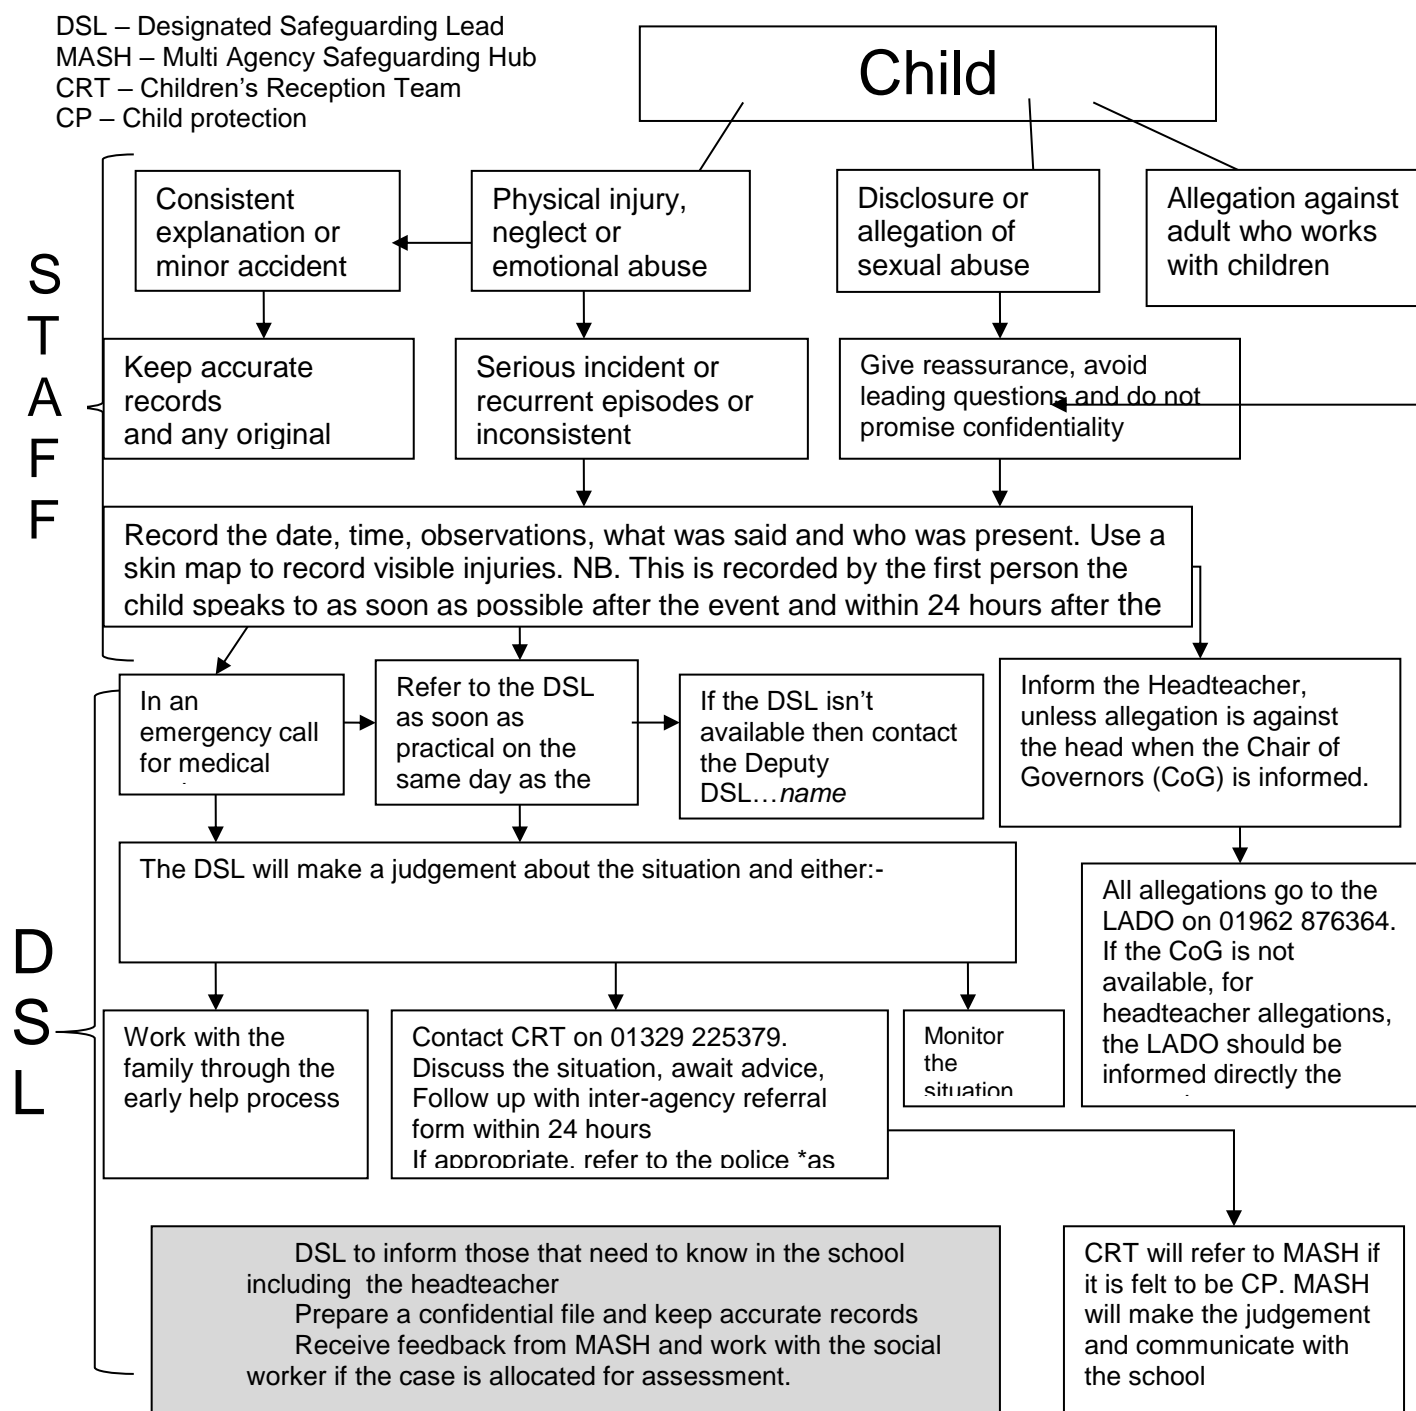 DSL – Designated Safeguarding Lead
MASH – Multi Agency Safeguarding Hub
CRT – Children's Reception Team
CP – Child protection
Child
S
T
A
F
F
Consistent
explanation or
minor accident
Physical injury,
neglect or
emotional abuse
Disclosure or
allegation of
sexual abuse
Allegation against
adult who works
with children
Keep accurate
records
and any original
Serious incident or
recurrent episodes or
inconsistent
Give reassurance, avoid
leading questions and do not
promise confidentiality
Record the date, time, observations, what was said and who was present. Use a
skin map to record visible injuries. NB. This is recorded by the first person the
child speaks to as soon as possible after the event and within 24 hours after the
D
S
L
In an
emergency call
for medical
Refer to the DSL
as soon as
practical on the
same day as the
If the DSL isn't
available then contact
the Deputy
DSL…name
Inform the Headteacher,
unless allegation is against
the head when the Chair of
Governors (CoG) is informed.
The DSL will make a judgement about the situation and either:-
All allegations go to the
LADO on 01962 876364.
If the CoG is not
available, for
headteacher allegations,
the LADO should be
informed directly the
Work with the
family through the
early help process
Contact CRT on 01329 225379.
Discuss the situation, await advice,
Follow up with inter-agency referral
form within 24 hours
If appropriate, refer to the police *as
Monitor
the
situation
DSL to inform those that need to know in the school
including the headteacher
Prepare a confidential file and keep accurate records
Receive feedback from MASH and work with the social
worker if the case is allocated for assessment.
CRT will refer to MASH if
it is felt to be CP. MASH
will make the judgement
and communicate with
the school